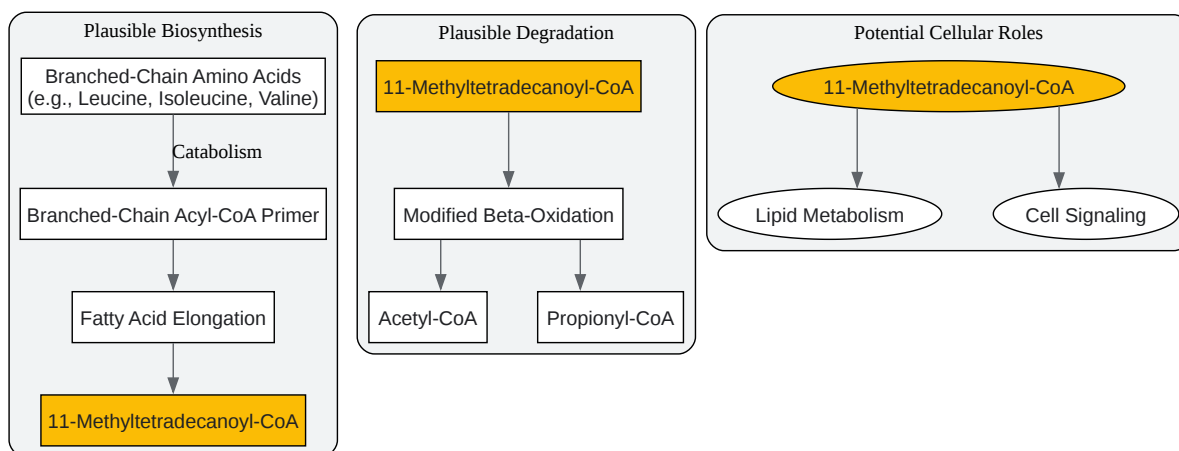 Plausible Biosynthesis
Branched-Chain Amino Acids
(e.g., Leucine, Isoleucine, Valine)
Catabolism
Branched-Chain Acyl-CoA Primer
Fatty Acid Elongation
11-Methyltetradecanoyl-CoA
Plausible Degradation
11-Methyltetradecanoyl-CoA
Modified Beta-Oxidation
Acetyl-CoA
Propionyl-CoA
Potential Cellular Roles
11-Methyltetradecanoyl-CoA
Lipid Metabolism
Cell Signaling